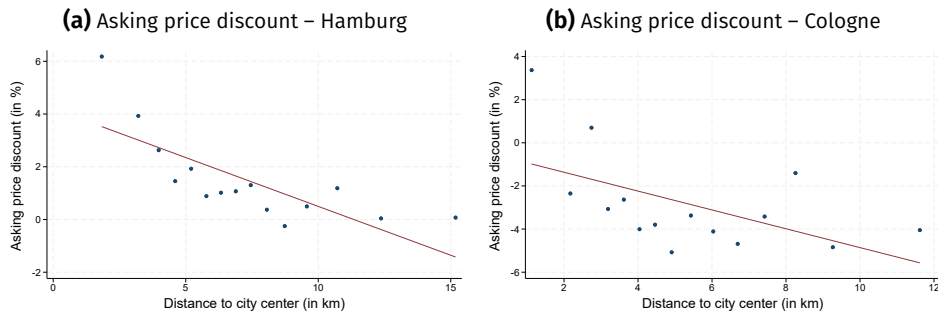 (a) Asking price discount – Hamburg
Asking price discount (in %)
6
4
2
0
-2
0 5 10 15
Distance to city center (in km)
(b) Asking price discount – Cologne
Asking price discount (in %)
4
2
0
-2
-4
-6
2 4 6 8 10 12
Distance to city center (in km)